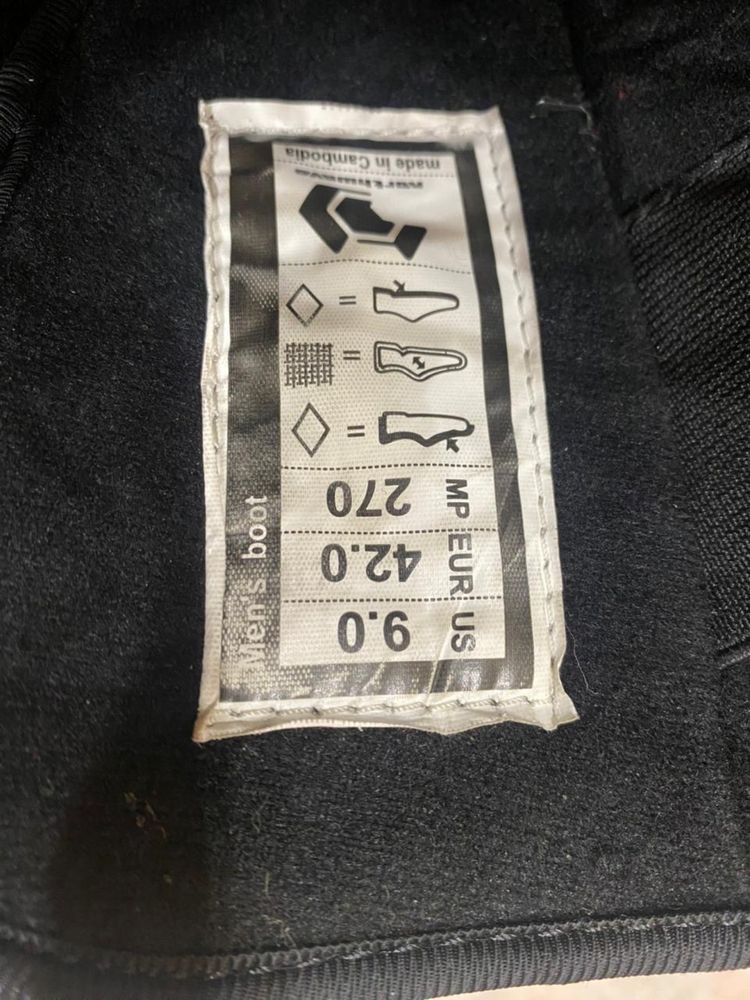 Men's boot
US 9.0
EUR 42.0
MP 270
=
=
=
made in Cambodia